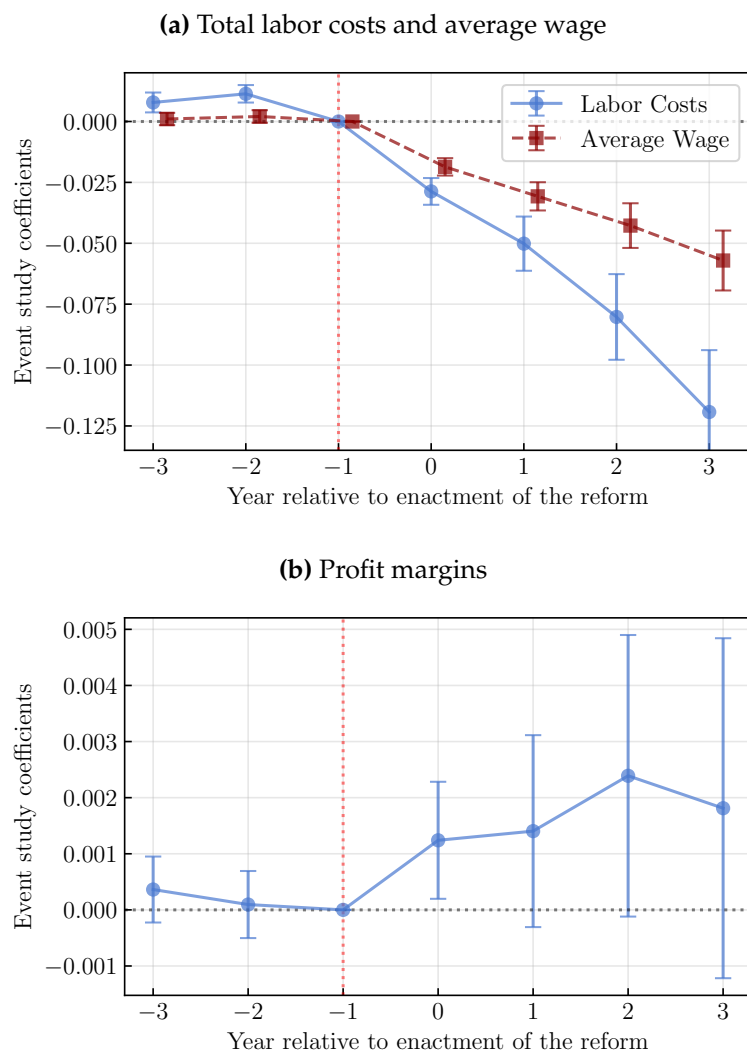 (a) Total labor costs and average wage
0.000
−0.025
−0.050
−0.075
−0.100
−0.125
Event study coefficients
Labor Costs
Average Wage
−3 −2 −1 0 1 2 3
Year relative to enactment of the reform
(b) Profit margins
0.005
0.004
0.003
0.002
0.001
0.000
−0.001
Event study coefficients
−3 −2 −1 0 1 2 3
Year relative to enactment of the reform